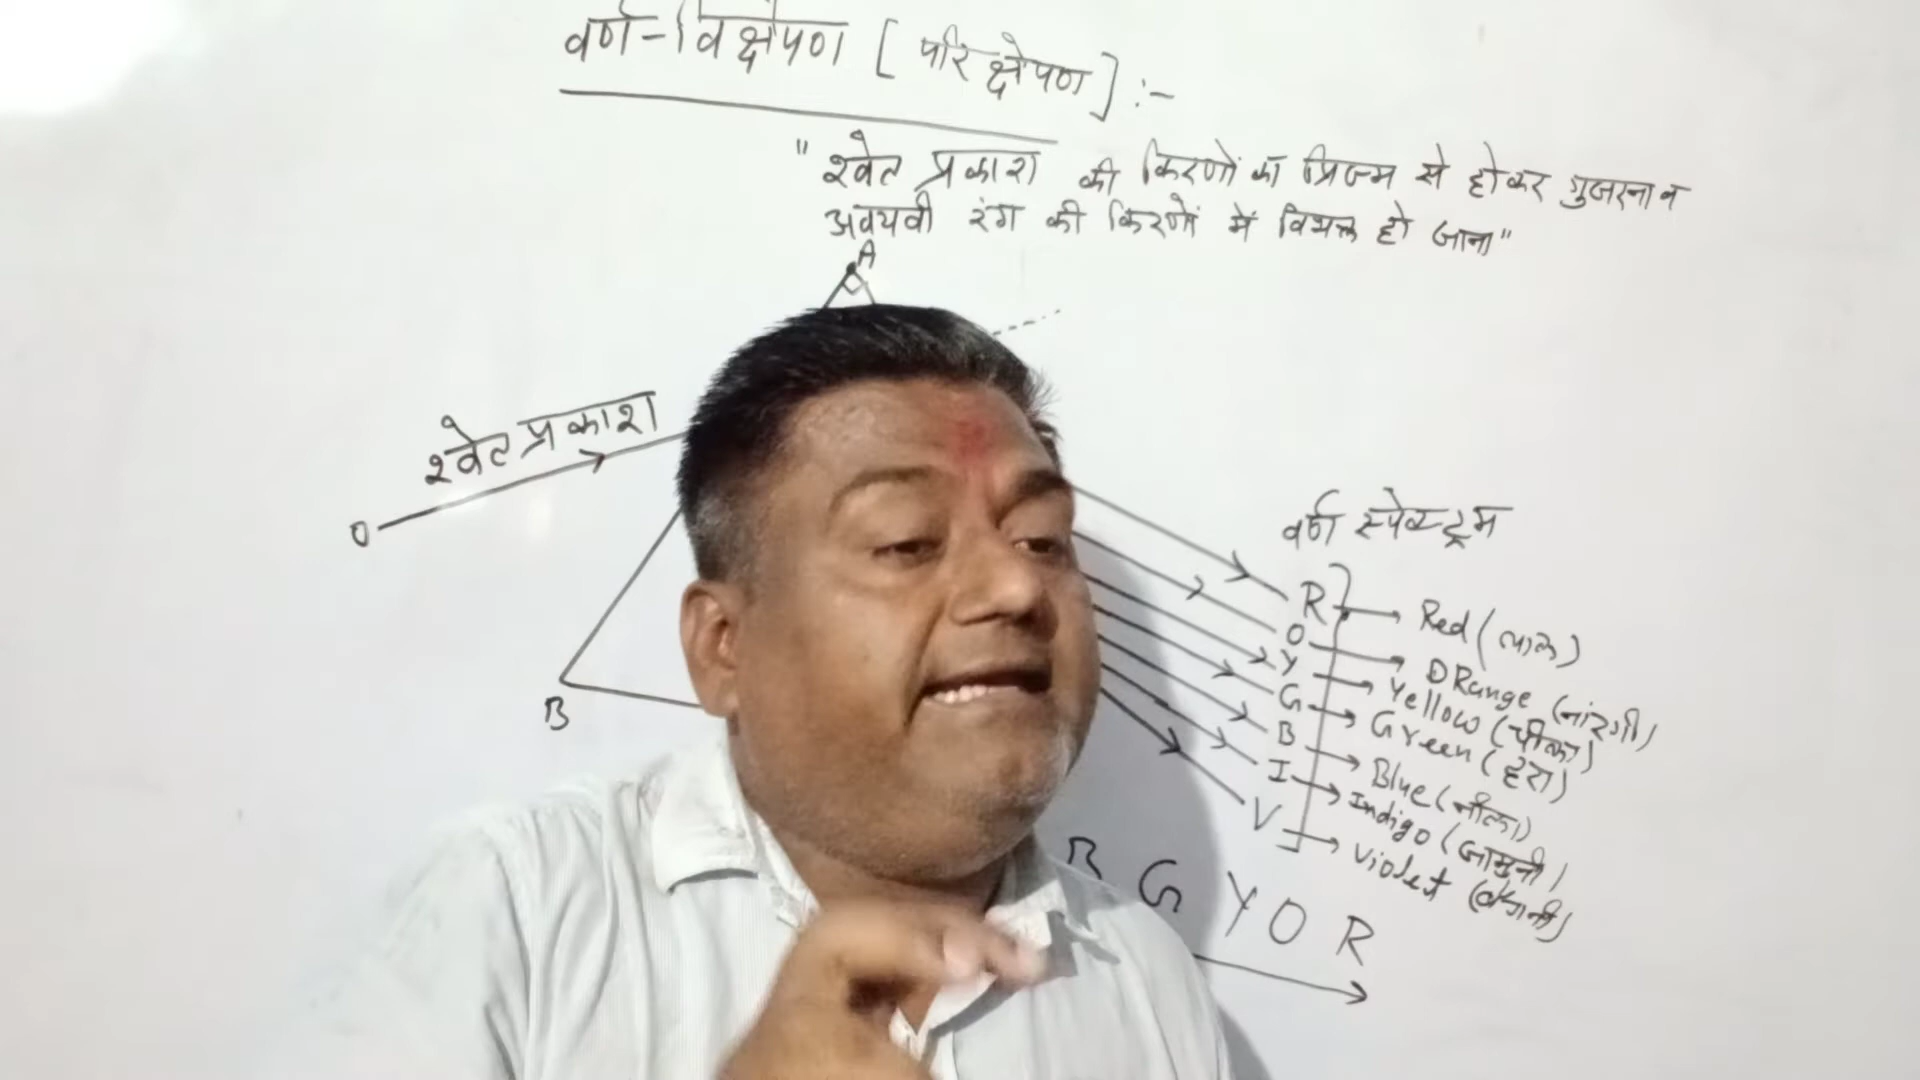 वर्ण-विक्षेपण [ परिक्षेपण ] :-
"श्वेत प्रकाश की किरणों का प्रिज्म से होकर गुजरना व
अवयवी रंग की किरणों में विभक्त हो जाना"
A
श्वेत प्रकाश
O
B
वर्ण स्पेक्ट्रम
R → Red (लाल)
O → ORange (नारंगी)
Y → Yellow (पीला)
G → Green (हरा)
B → Blue (नीला)
I → Indigo (जामुनी)
V → Violet (बैंगनी)
B G Y O R